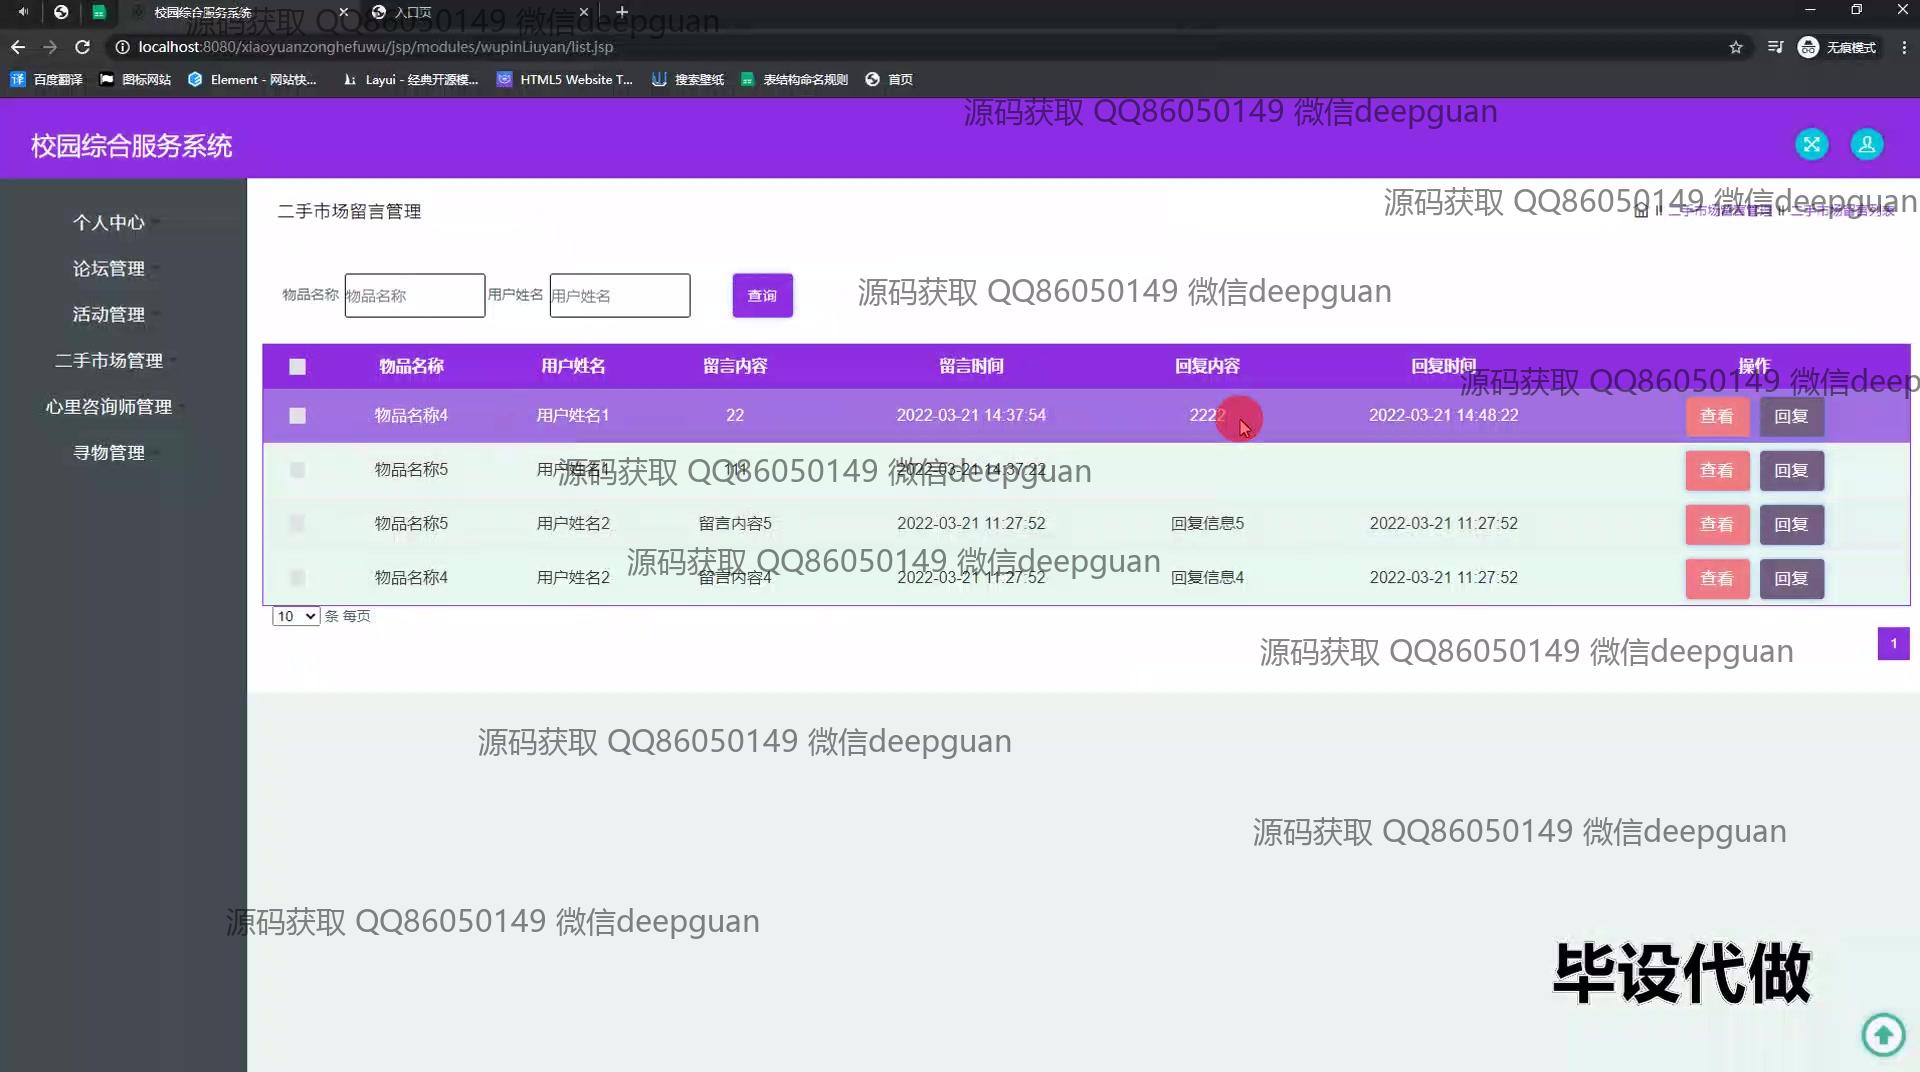 校园综合服务系统
入口页
源码获取 QQ86050149 微信deepguan
localhost:8080/xiaoyuanzonghefuwu/jsp/modules/wupinLiuyan/list.jsp
无痕模式
百度翻译 图标网站 Element - 网站快... Layui - 经典开源模... HTML5 Website T... 搜索壁纸 表结构命名规则 首页
源码获取 QQ86050149 微信deepguan
校园综合服务系统
源码获取 QQ86050149 微信deepguan
二手市场留言管理
二手市场留言管理 二手市场留言列表
个人中心
论坛管理
活动管理
二手市场管理
心里咨询师管理
寻物管理
物品名称 物品名称 用户姓名 用户姓名 查询
源码获取 QQ86050149 微信deepguan
物品名称 用户姓名 留言内容 留言时间 回复内容 回复时间 操作
源码获取 QQ86050149 微信deep
物品名称4 用户姓名1 22 2022-03-21 14:37:54 2222 2022-03-21 14:48:22 查看 回复
物品名称5 用户姓名1 111 2022-03-21 14:37:22 查看 回复
源码获取 QQ86050149 微信deepguan
物品名称5 用户姓名2 留言内容5 2022-03-21 11:27:52 回复信息5 2022-03-21 11:27:52 查看 回复
源码获取 QQ86050149 微信deepguan
物品名称4 用户姓名2 留言内容4 2022-03-21 11:27:52 回复信息4 2022-03-21 11:27:52 查看 回复
10 条 每页
1
源码获取 QQ86050149 微信deepguan
源码获取 QQ86050149 微信deepguan
源码获取 QQ86050149 微信deepguan
源码获取 QQ86050149 微信deepguan
毕设代做